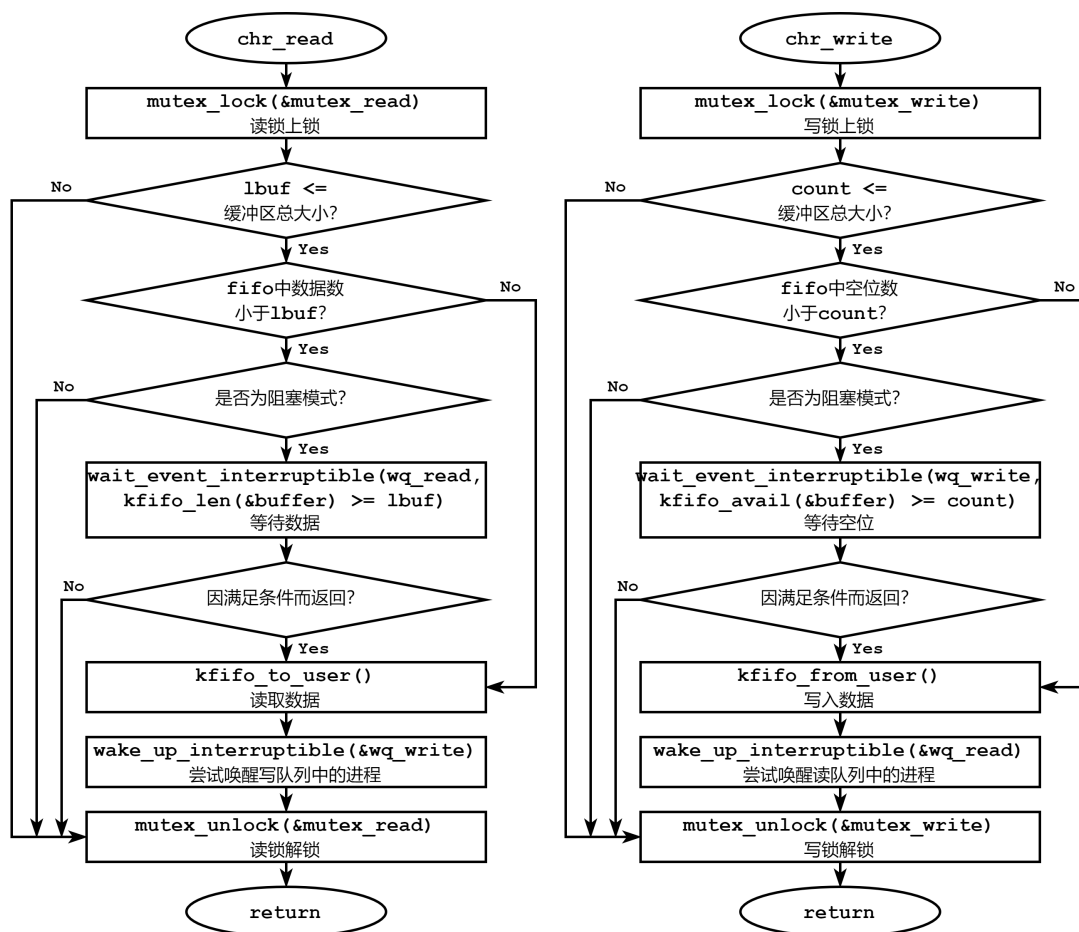 chr_read
mutex_lock(&mutex_read)
读锁上锁
No
lbuf <=
缓冲区总大小?
Yes
fifo中数据数
小于lbuf?
No
Yes
No
是否为阻塞模式?
Yes
wait_event_interruptible(wq_read,
kfifo_len(&buffer) >= lbuf)
等待数据
No
因满足条件而返回?
Yes
kfifo_to_user()
读取数据
wake_up_interruptible(&wq_write)
尝试唤醒写队列中的进程
mutex_unlock(&mutex_read)
读锁解锁
return
chr_write
mutex_lock(&mutex_write)
写锁上锁
No
count <=
缓冲区总大小?
Yes
fifo中空位数
小于count?
No
Yes
No
是否为阻塞模式?
Yes
wait_event_interruptible(wq_write,
kfifo_avail(&buffer) >= count)
等待空位
No
因满足条件而返回?
Yes
kfifo_from_user()
写入数据
wake_up_interruptible(&wq_read)
尝试唤醒读队列中的进程
mutex_unlock(&mutex_write)
写锁解锁
return